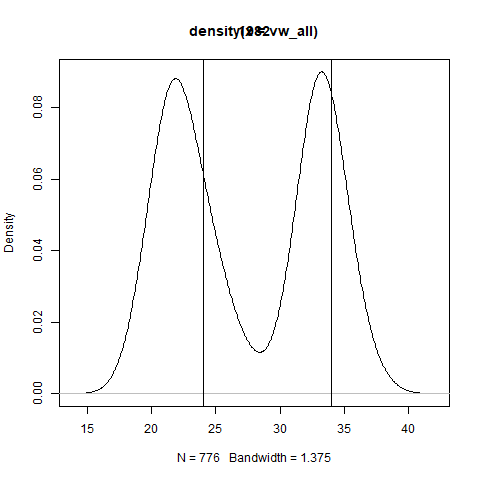 density(x = vw_all)
1982
Density
0.00
0.02
0.04
0.06
0.08
15 20 25 30 35 40
N = 776 Bandwidth = 1.375